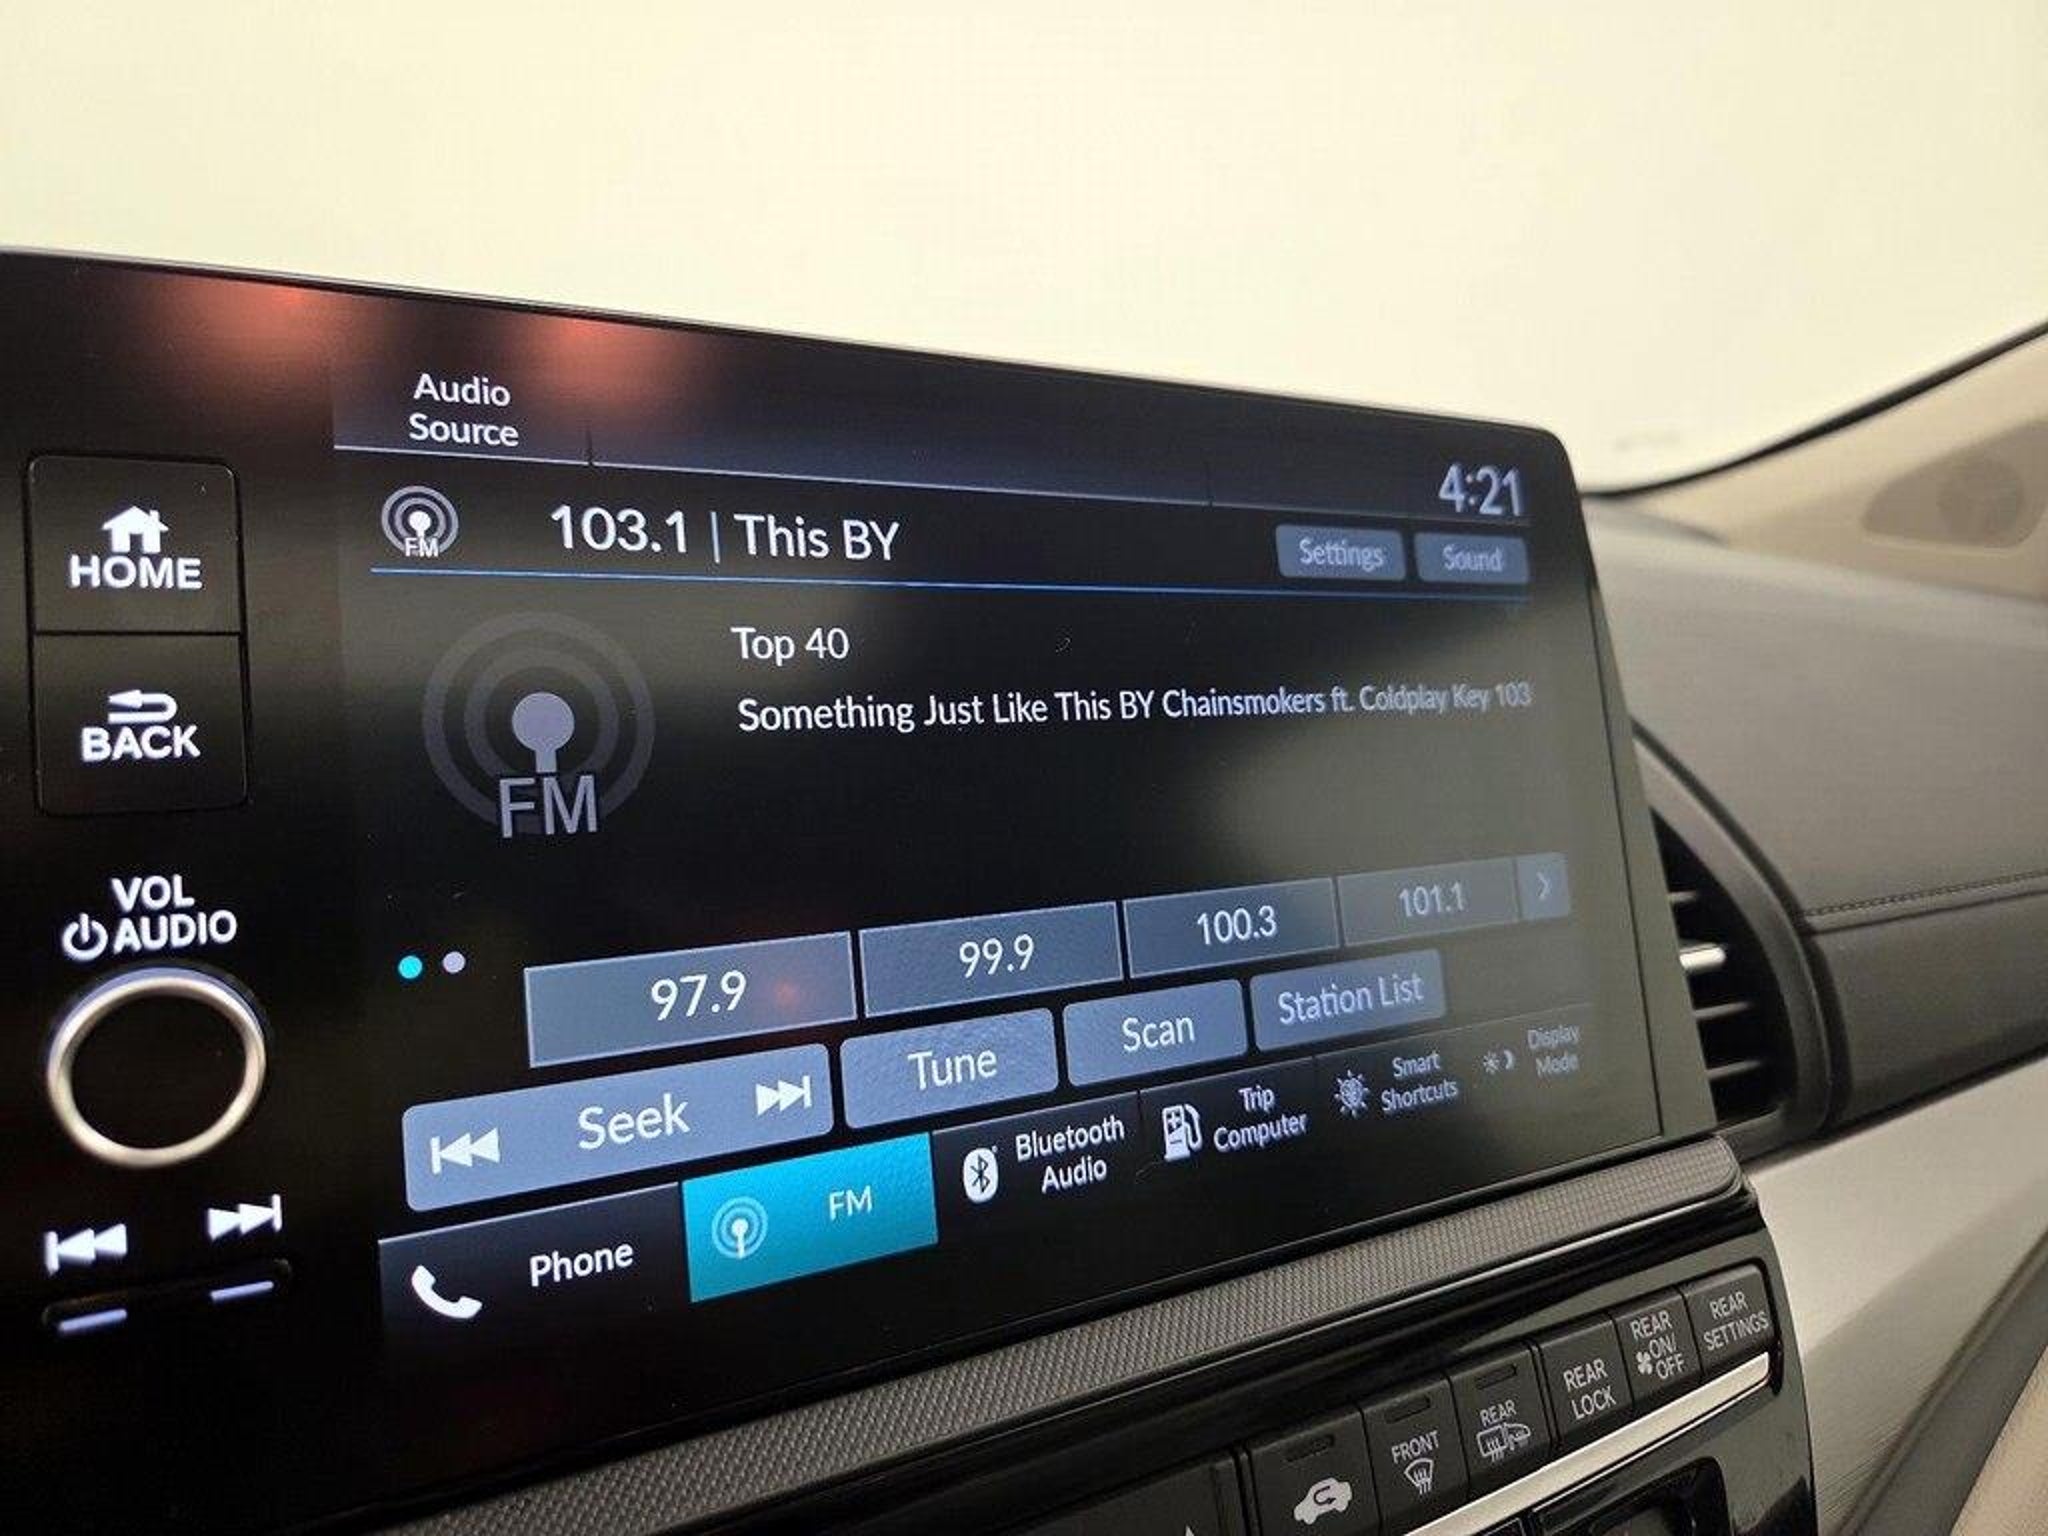 Audio
Source
4:21
FM
103.1 | This BY
Settings
Sound
HOME
Top 40
Something Just Like This BY Chainsmokers ft. Coldplay Key 103
BACK
FM
VOL
AUDIO
97.9
99.9
100.3
101.1
Seek
Tune
Scan
Station List
Phone
FM
Bluetooth
Audio
Trip
Computer
Smart
Shortcuts
Display
Mode
FRONT
REAR
REAR
LOCK
REAR
ON/
OFF
REAR
SETTINGS